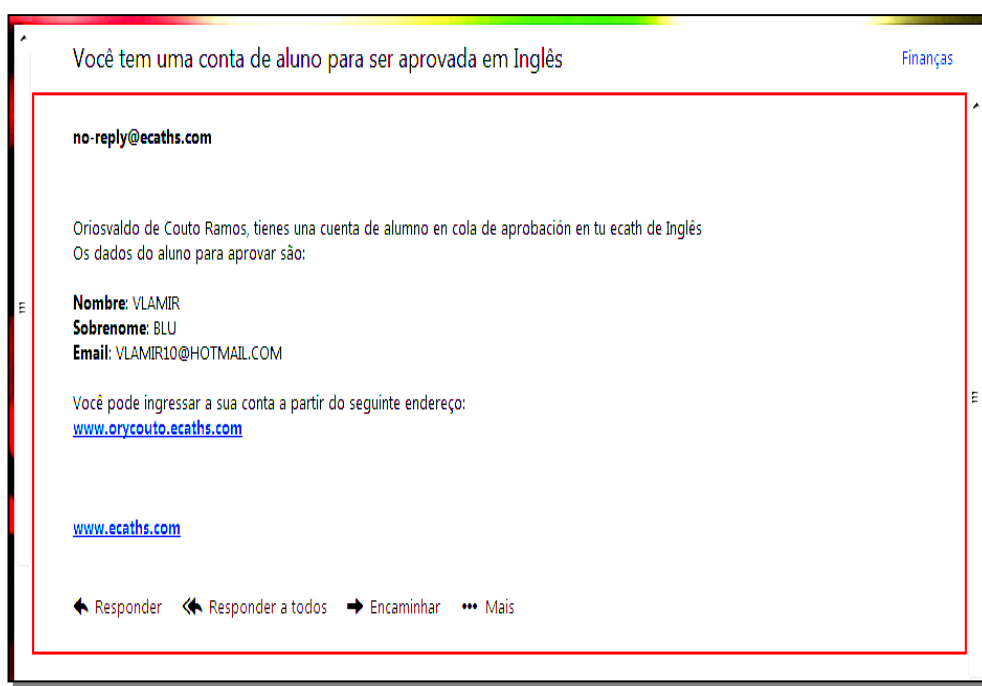 Você tem uma conta de aluno para ser aprovada em Inglês
Finanças
no-reply@ecaths.com
Oriosvaldo de Couto Ramos, tienes una cuenta de alumno en cola de aprobación en tu ecath de Inglês
Os dados do aluno para aprovar são:
Nombre: VLAMIR
Sobrenome: BLU
Email: VLAMIR10@HOTMAIL.COM
Você pode ingressar a sua conta a partir do seguinte endereço:
www.orycouto.ecaths.com
www.ecaths.com
Responder Responder a todos Encaminhar ••• Mais